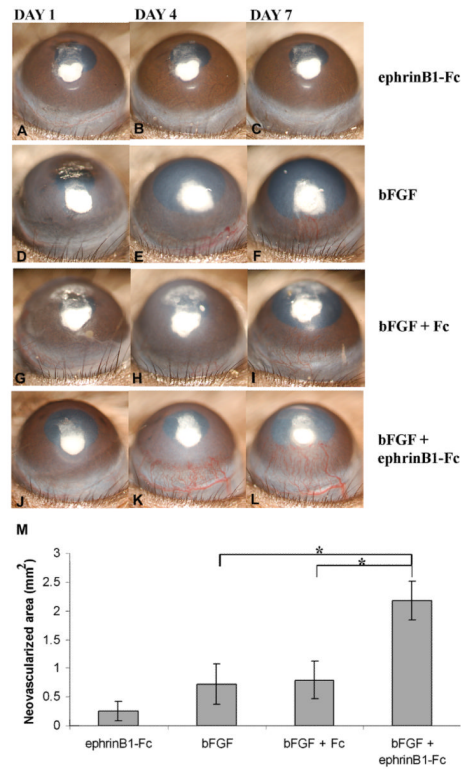 DAY 1 DAY 4 DAY 7
ephrinB1-Fc
A B C
bFGF
D E F
bFGF + Fc
G H I
bFGF +
ephrinB1-Fc
J K L
M
Neovascularized area (mm²)
3
2.5
2
1.5
1
0.5
0
* 
*
ephrinB1-Fc bFGF bFGF + Fc bFGF +
ephrinB1-Fc